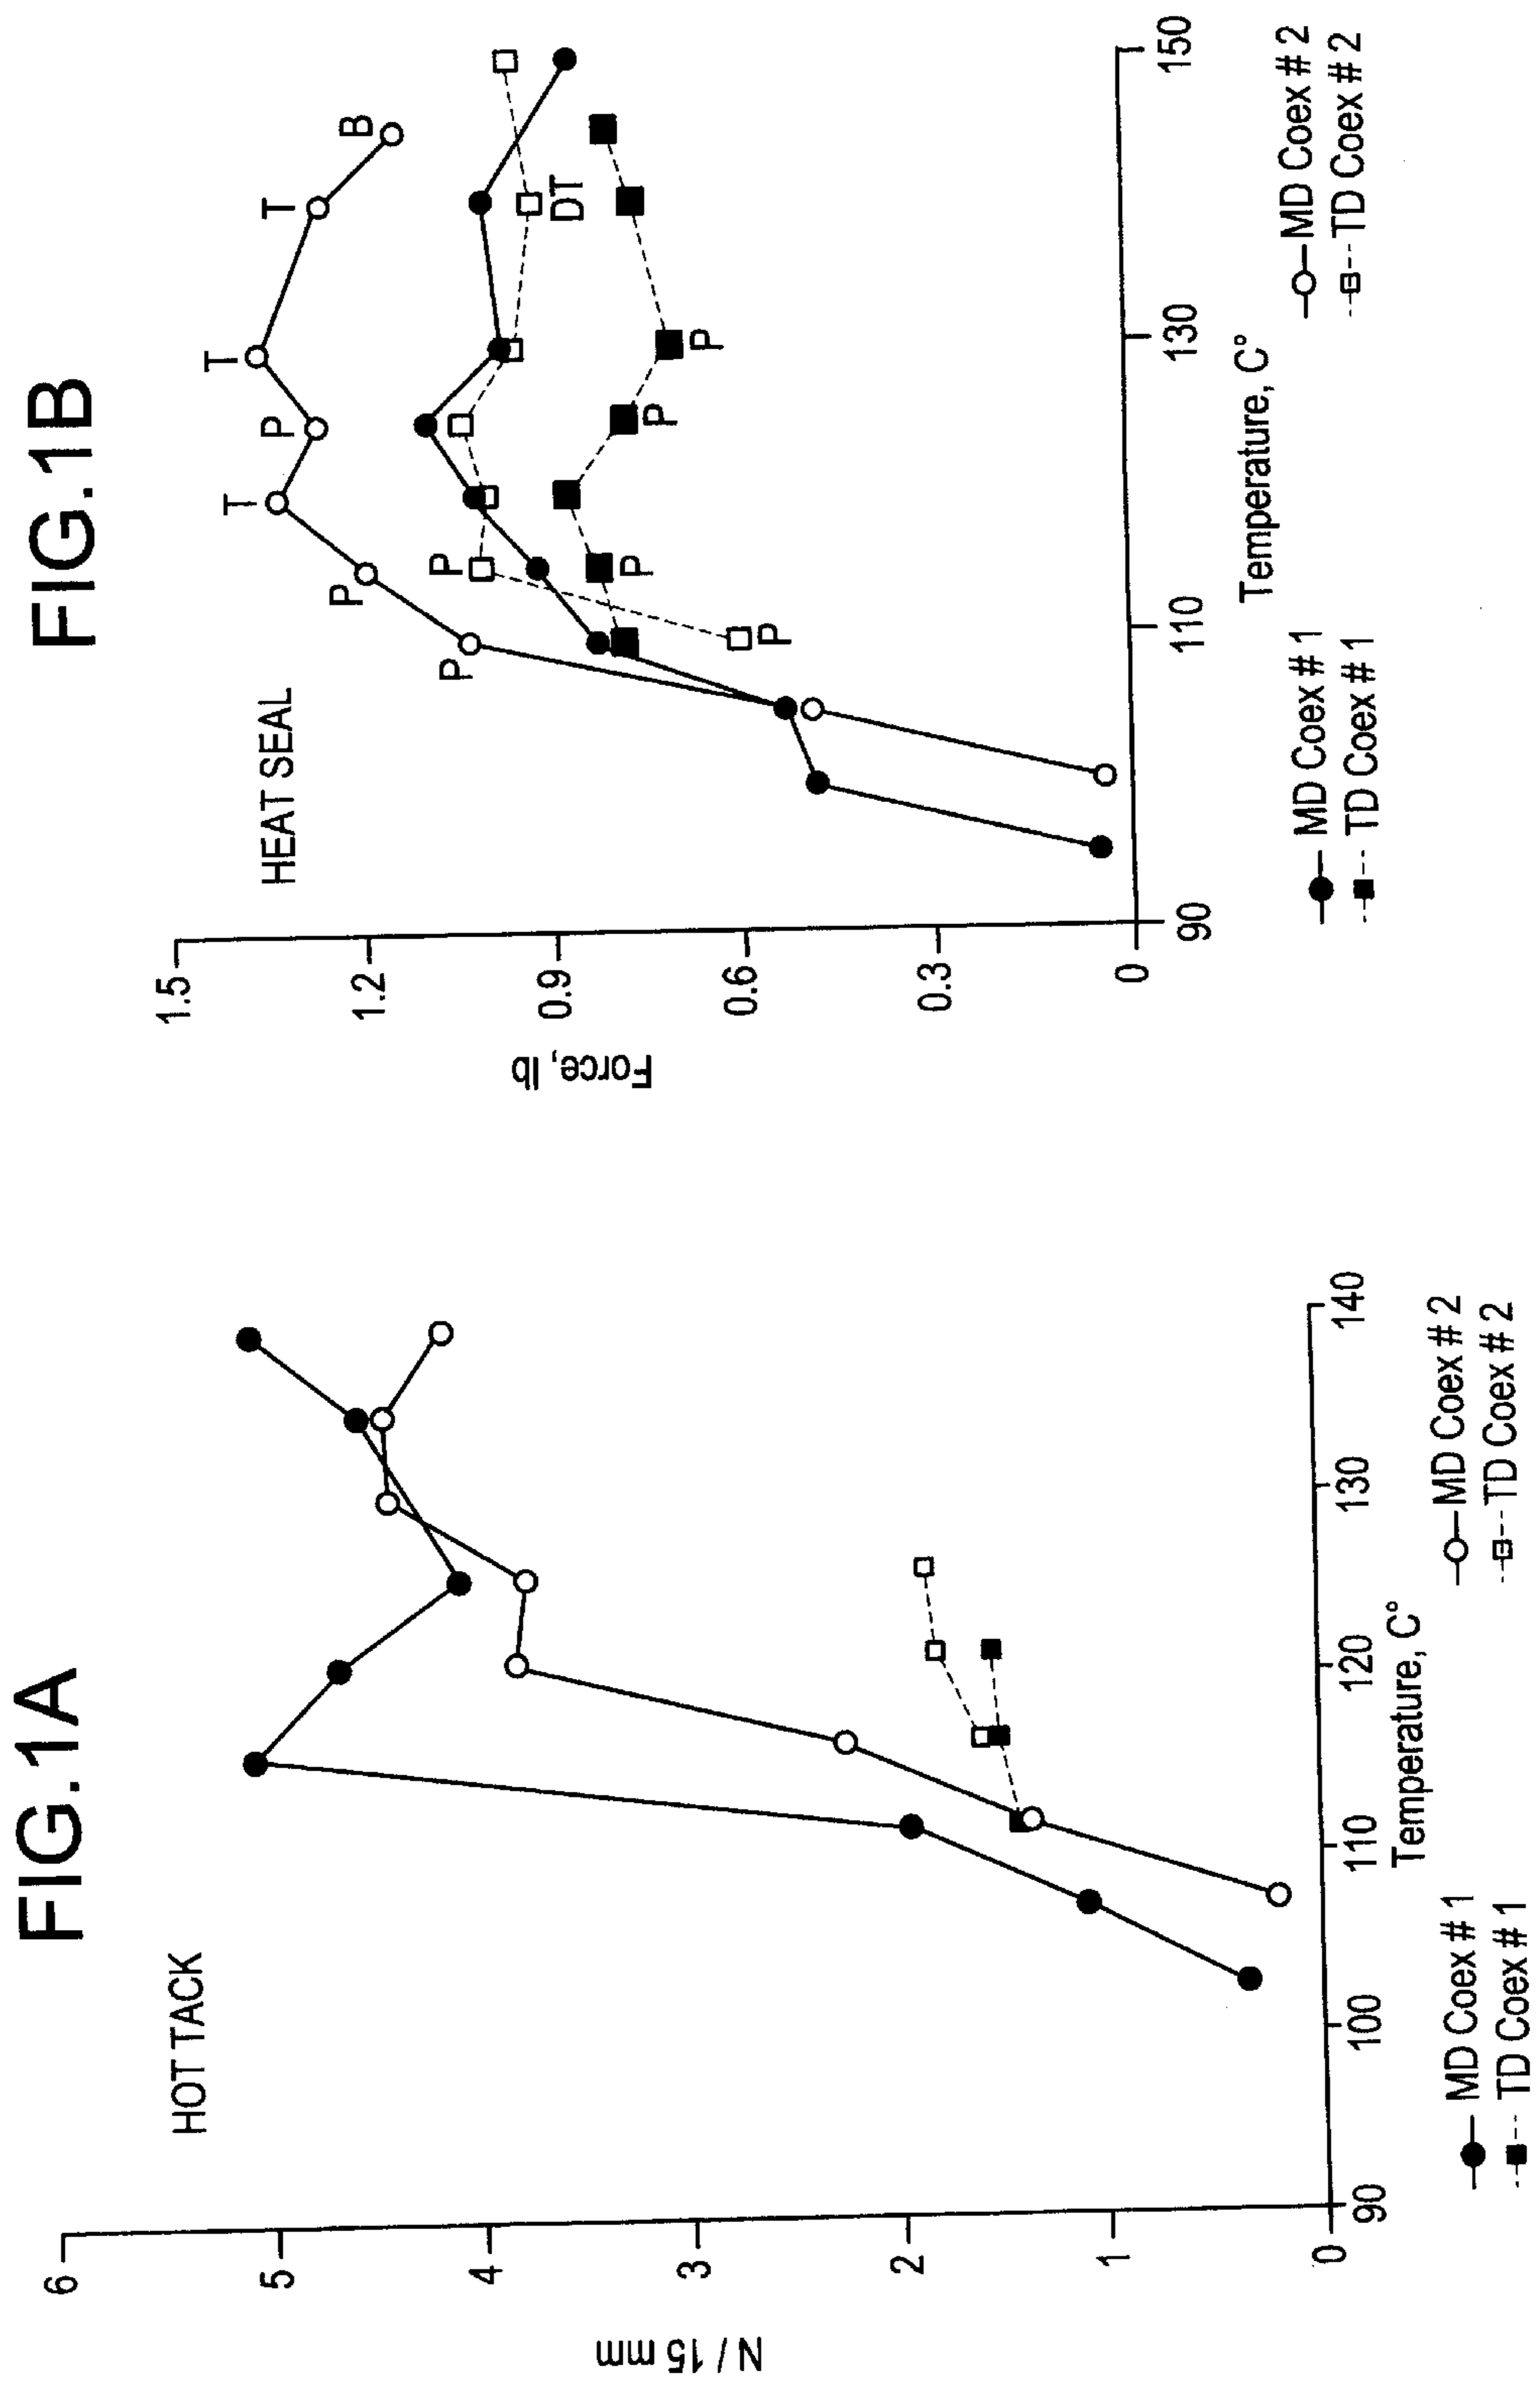 FIG.1A
HOT TACK
N / 15 mm
6
5
4
3
2
1
0
90
100
110
120
130
140
Temperature, C°
MD Coex # 1
TD Coex # 1
MD Coex # 2
TD Coex # 2
FIG.1B
HEAT SEAL
Force, lb
1.5
1.2
0.9
0.6
0.3
0
P
P
T
P
T
T
B
P
DT
P
P
P
P
90
110
130
150
Temperature, C°
MD Coex # 1
TD Coex # 1
MD Coex # 2
TD Coex # 2